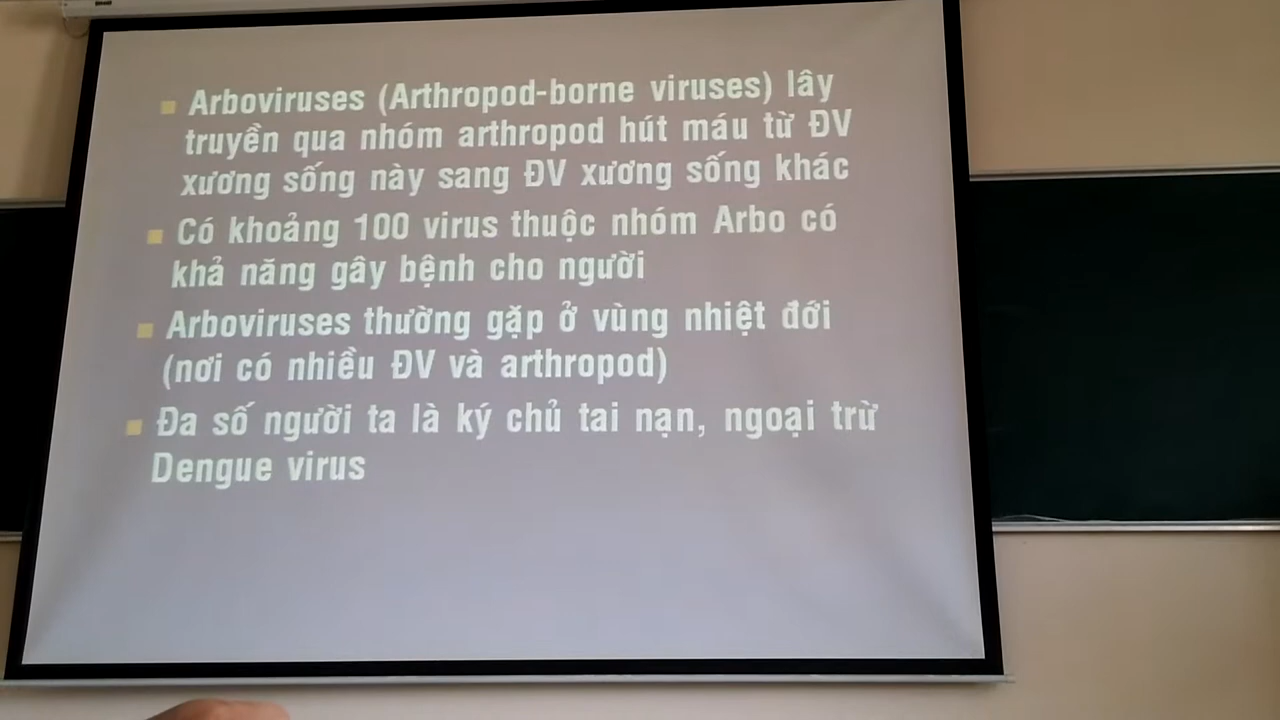 Arboviruses (Arthropod-borne viruses) lây
truyền qua nhóm arthropod hút máu từ ĐV
xương sống này sang ĐV xương sống khác
Có khoảng 100 virus thuộc nhóm Arbo có
khả năng gây bệnh cho người
Arboviruses thường gặp ở vùng nhiệt đới
(nơi có nhiều ĐV và arthropod)
Đa số người ta là ký chủ tai nạn, ngoại trừ
Dengue virus